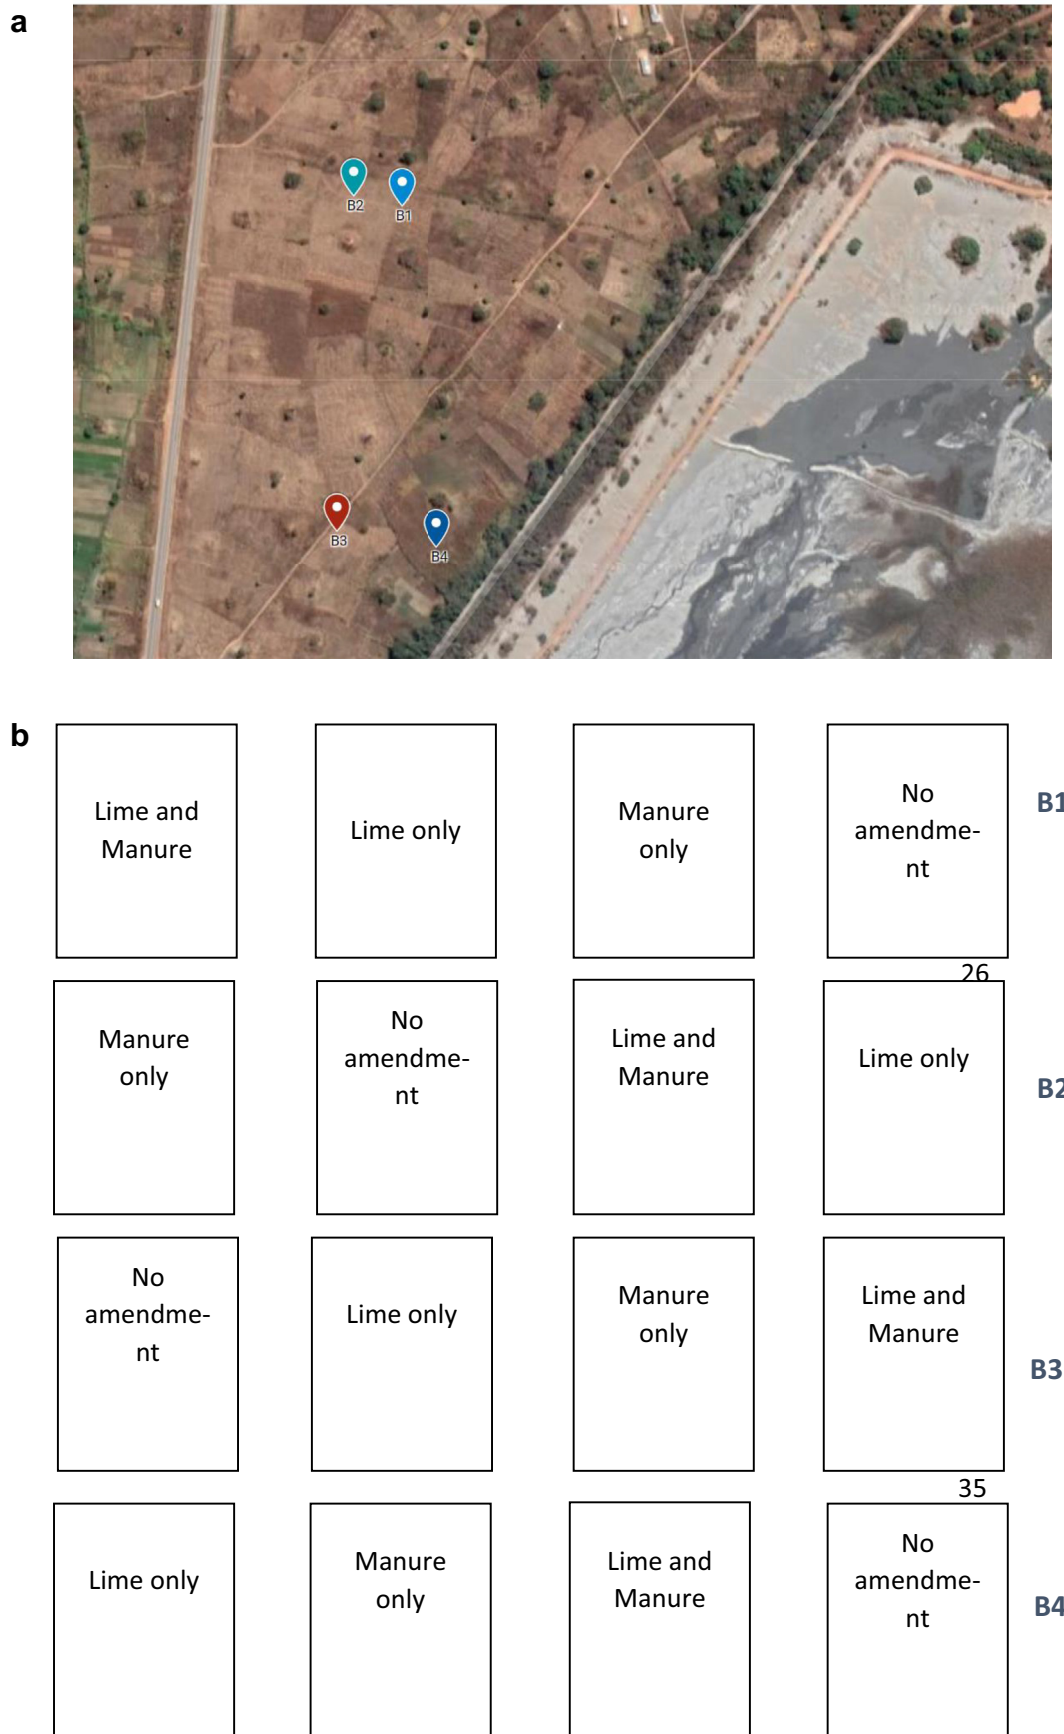 a
B2
B1
B3
B4
b
Lime and
Manure
Lime only
Manure
only
No
amendme-
nt
B1
26
Manure
only
No
amendme-
nt
Lime and
Manure
Lime only
B2
No
amendme-
nt
Lime only
Manure
only
Lime and
Manure
B3
35
Lime only
Manure
only
Lime and
Manure
No
amendme-
nt
B4